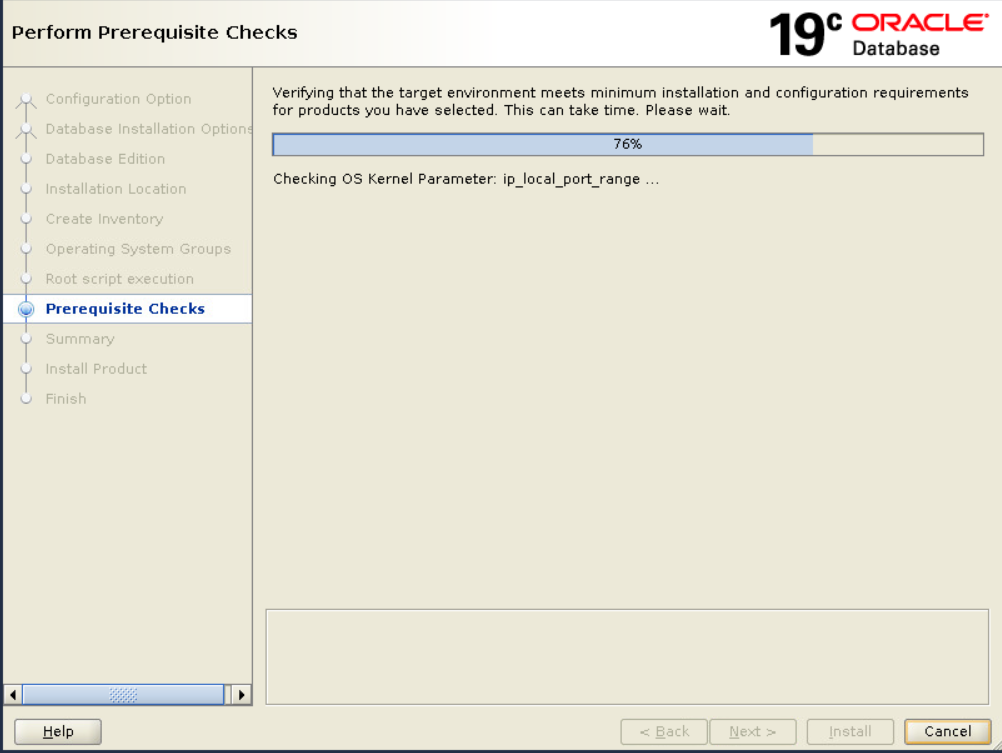 Perform Prerequisite Checks
19c ORACLE
Database
Configuration Option
Database Installation Options
Database Edition
Installation Location
Create Inventory
Operating System Groups
Root script execution
Prerequisite Checks
Summary
Install Product
Finish
Verifying that the target environment meets minimum installation and configuration requirements
for products you have selected. This can take time. Please wait.
76%
Checking OS Kernel Parameter: ip_local_port_range ...
Help
< Back
Next >
Install
Cancel